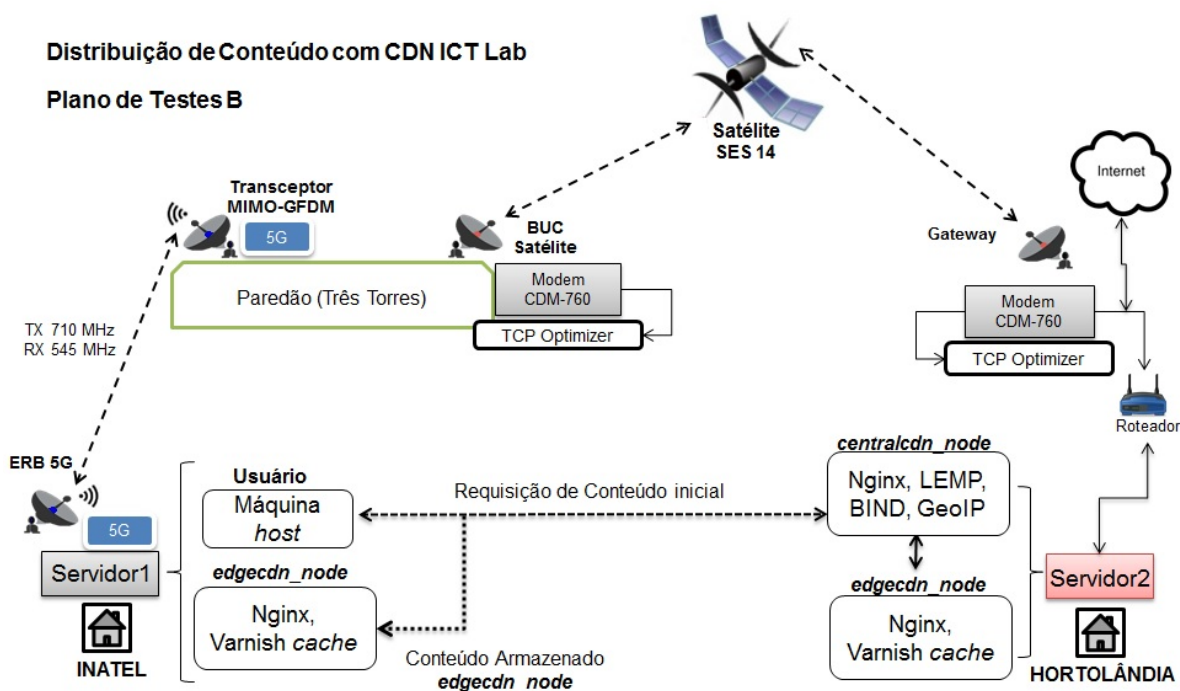 Distribuição de Conteúdo com CDN ICT Lab
Plano de Testes B
Satélite
SES 14
Internet
Transceptor
MIMO-GFDM
5G
BUC
Satélite
Gateway
Paredão (Três Torres)
Modem
CDM-760
TCP Optimizer
Modem
CDM-760
TCP Optimizer
TX 710 MHz
RX 545 MHz
Roteador
ERB 5G
5G
Servidor1
INATEL
Usuário
Máquina
host
edgecdn_node
Nginx,
Varnish cache
Requisição de Conteúdo inicial
Conteúdo Armazenado
edgecdn_node
centralcdn_node
Nginx, LEMP,
BIND, GeoIP
edgecdn_node
Nginx,
Varnish cache
Servidor2
HORTOLÂNDIA